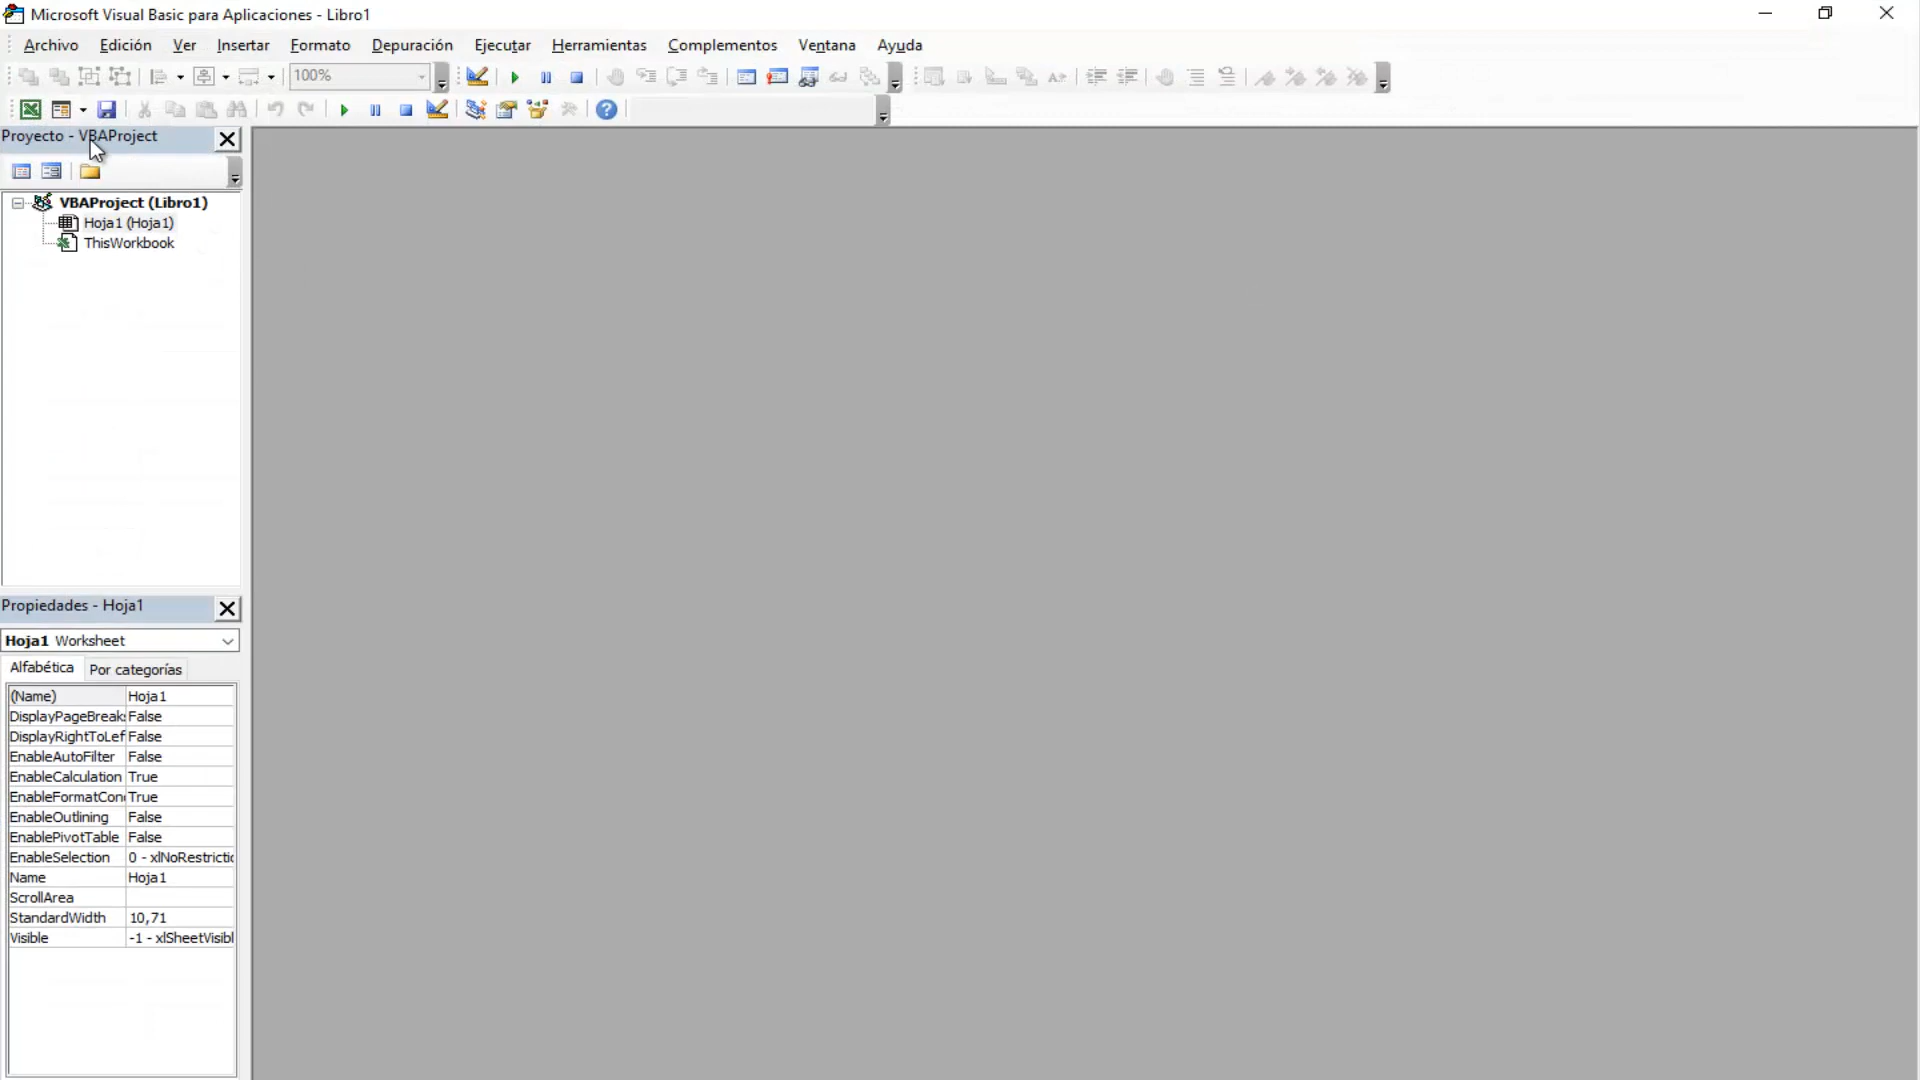 Microsoft Visual Basic para Aplicaciones - Libro1
Archivo Edición Ver Insertar Formato Depuración Ejecutar Herramientas Complementos Ventana Ayuda
100%
Proyecto - VBAProject
VBAProject (Libro1)
Hoja1 (Hoja1)
ThisWorkbook
Propiedades - Hoja1
Hoja1 Worksheet
Alfabética Por categorías
(Name) Hoja1
DisplayPageBreaks False
DisplayRightToLef False
EnableAutoFilter False
EnableCalculation True
EnableFormatCon True
EnableOutlining False
EnablePivotTable False
EnableSelection 0 - xlNoRestrictio
Name Hoja1
ScrollArea
StandardWidth 10,71
Visible -1 - xlSheetVisibl